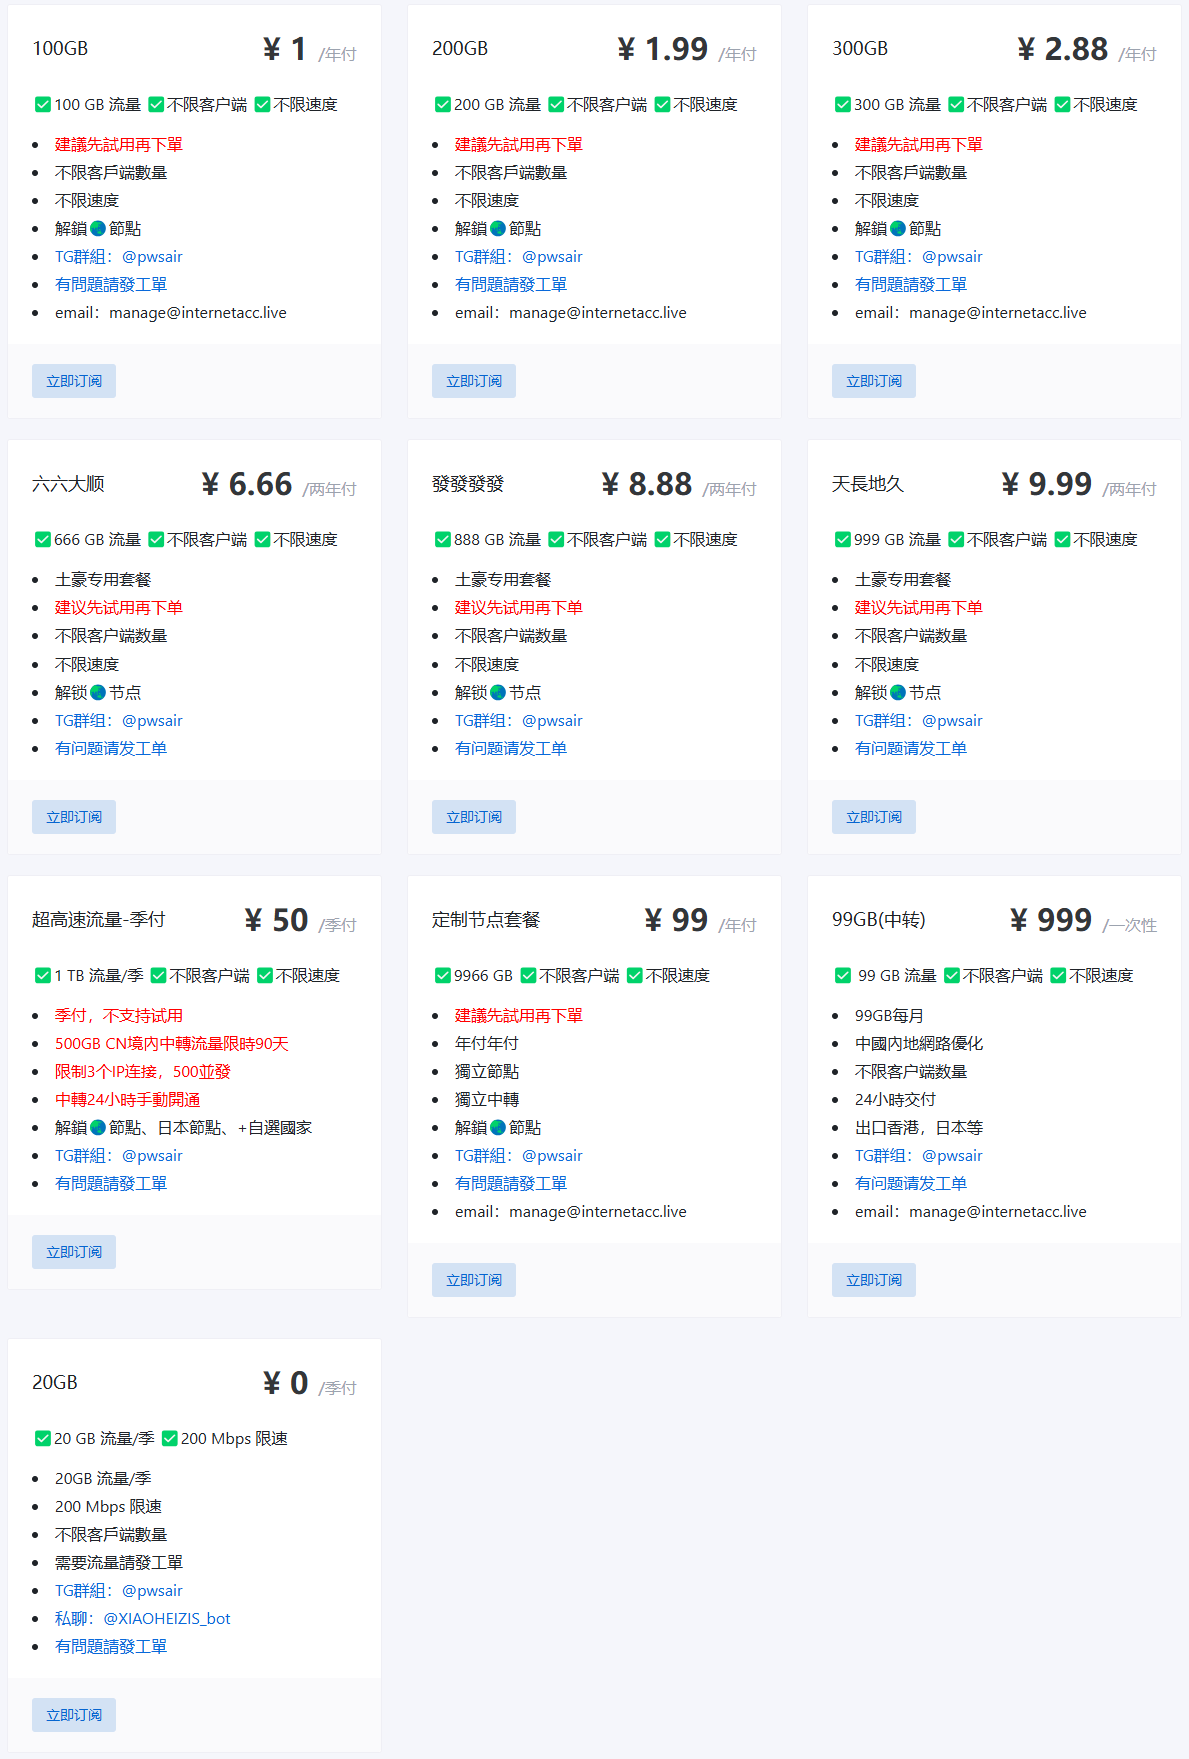 100GB ¥ 1 /年付
✅100 GB 流量 ✅不限客户端 ✅不限速度
建議先試用再下單
不限客戶端數量
不限速度
解鎖🌏節點
TG群組：@pwsair
有問題請發工單
email：manage@internetacc.live
立即订阅
200GB ¥ 1.99 /年付
✅200 GB 流量 ✅不限客户端 ✅不限速度
建議先試用再下單
不限客戶端數量
不限速度
解鎖🌏節點
TG群組：@pwsair
有問題請發工單
email：manage@internetacc.live
立即订阅
300GB ¥ 2.88 /年付
✅300 GB 流量 ✅不限客户端 ✅不限速度
建議先試用再下單
不限客戶端數量
不限速度
解鎖🌏節點
TG群組：@pwsair
有問題請發工單
email：manage@internetacc.live
立即订阅
六六大顺 ¥ 6.66 /两年付
✅666 GB 流量 ✅不限客户端 ✅不限速度
土豪专用套餐
建议先试用再下单
不限客户端数量
不限速度
解锁🌏节点
TG群组：@pwsair
有问题请发工单
立即订阅
發發發發 ¥ 8.88 /两年付
✅888 GB 流量 ✅不限客户端 ✅不限速度
土豪专用套餐
建议先试用再下单
不限客户端数量
不限速度
解锁🌏节点
TG群组：@pwsair
有问题请发工单
立即订阅
天長地久 ¥ 9.99 /两年付
✅999 GB 流量 ✅不限客户端 ✅不限速度
土豪专用套餐
建议先试用再下单
不限客户端数量
不限速度
解锁🌏节点
TG群组：@pwsair
有问题请发工单
立即订阅
超高速流量-季付 ¥ 50 /季付
✅1 TB 流量/季 ✅不限客户端 ✅不限速度
季付，不支持试用
500GB CN境内中轉流量限時90天
限制3个IP连接，500並發
中轉24小時手動開通
解鎖🌏節點、日本節點、+自選國家
TG群組：@pwsair
有問題請發工單
立即订阅
定制节点套餐 ¥ 99 /年付
✅9966 GB ✅不限客户端 ✅不限速度
建議先試用再下單
年付年付
獨立節點
獨立中轉
解鎖🌏節點
TG群組：@pwsair
有問題請發工單
email：manage@internetacc.live
立即订阅
99GB(中转) ¥ 999 /一次性
✅ 99 GB 流量 ✅不限客户端 ✅不限速度
99GB每月
中國內地網路優化
不限客户端数量
24小時交付
出口香港，日本等
TG群组：@pwsair
有问题请发工单
email：manage@internetacc.live
立即订阅
20GB ¥ 0 /季付
✅20 GB 流量/季 ✅200 Mbps 限速
20GB 流量/季
200 Mbps 限速
不限客戶端數量
需要流量請發工單
TG群組：@pwsair
私聊：@XIAOHEIZIS_bot
有問題請發工單
立即订阅